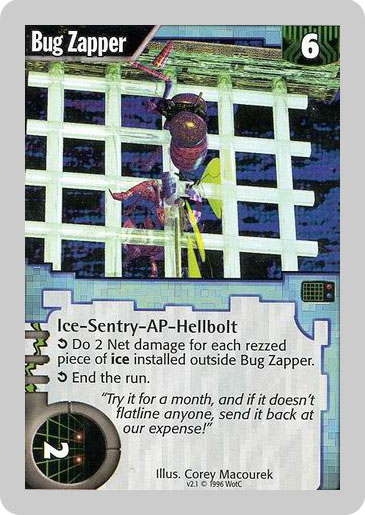 Bug Zapper
6
Ice-Sentry-AP-Hellbolt
Do 2 Net damage for each rezzed
piece of ice installed outside Bug Zapper.
End the run.
"Try it for a month, and if it doesn't
flatline anyone, send it back at
our expense!"
2
Illus. Corey Macourek
v2.1 © 1996 WotC